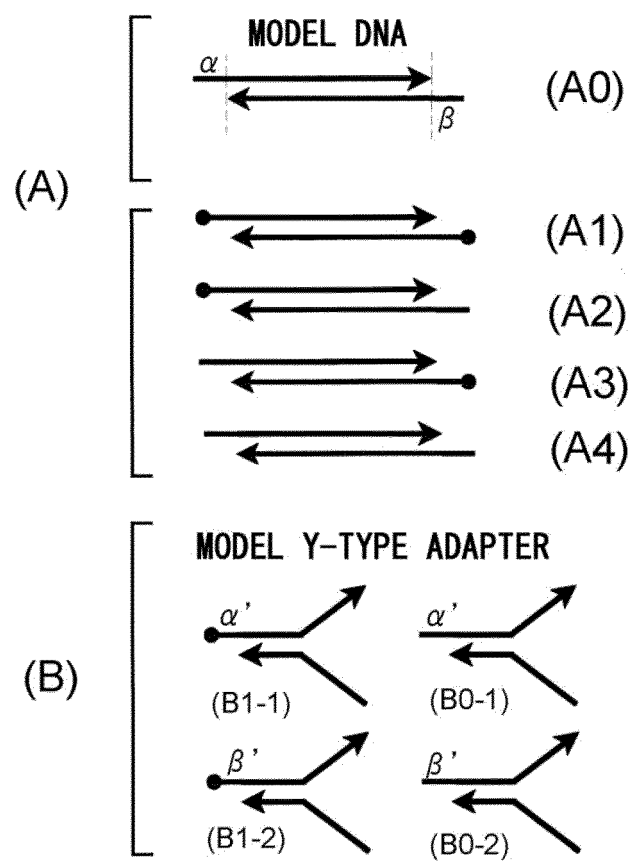 MODEL DNA
α
(A0)
β
(A)
(A1)
(A2)
(A3)
(A4)
MODEL Y-TYPE ADAPTER
α’ α’
(B)
(B1-1) (B0-1)
β’ β’
(B1-2) (B0-2)